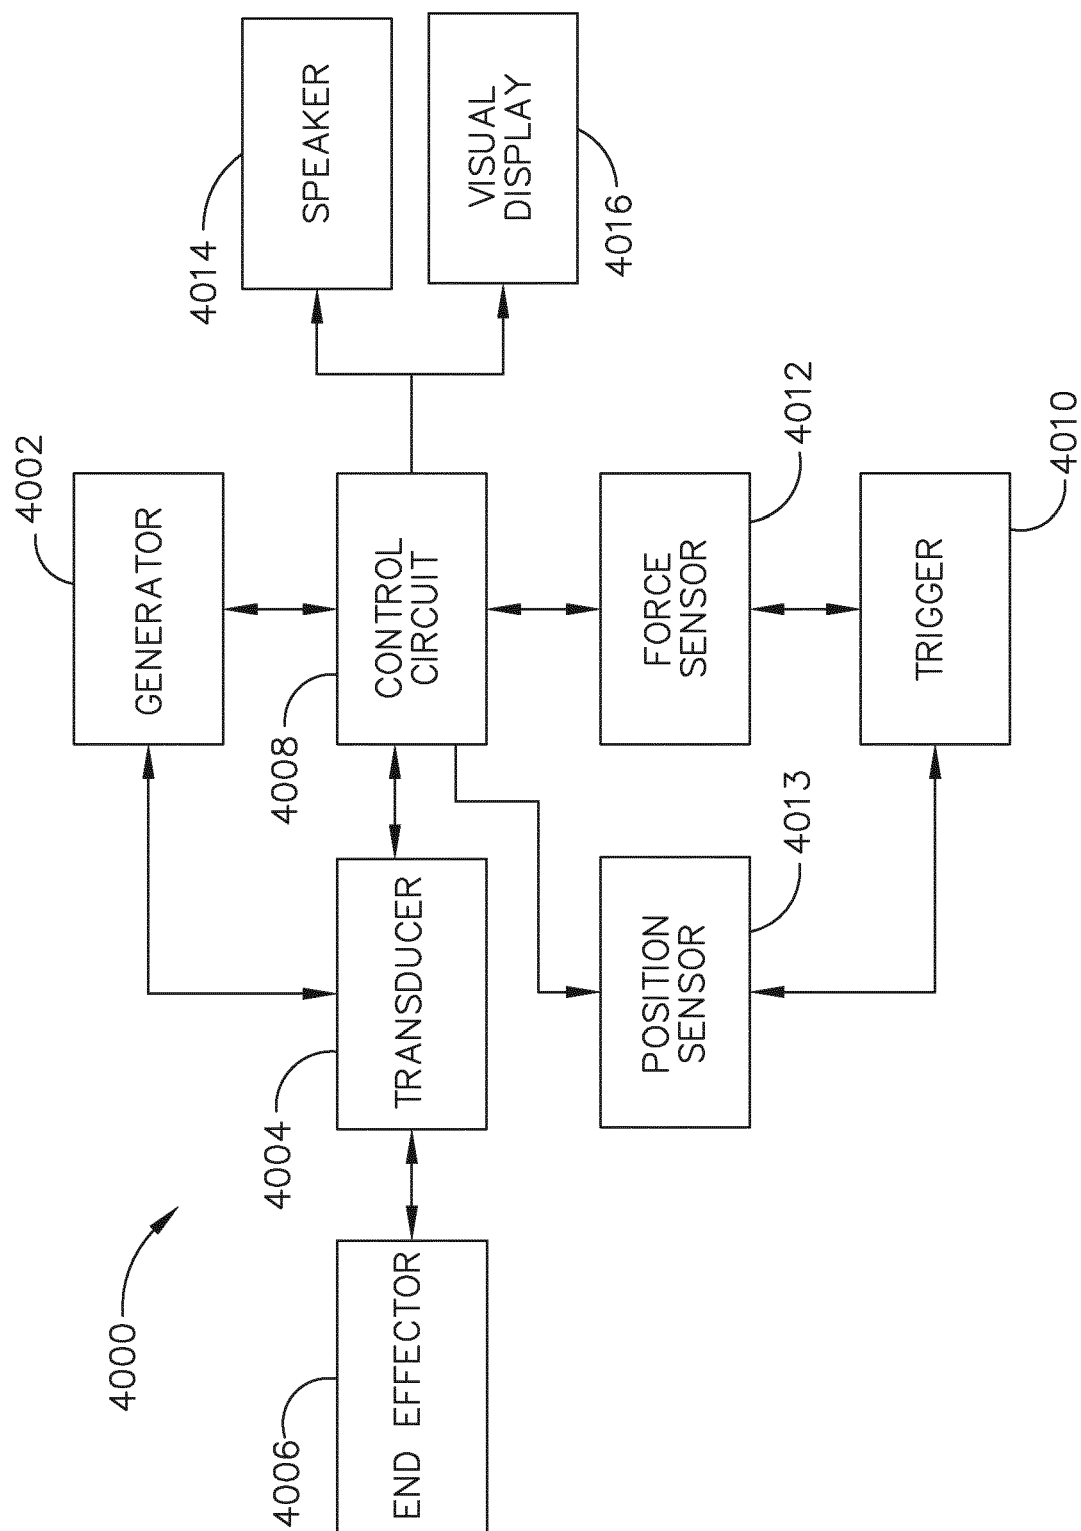 4000
4006
END EFFECTOR
4004
TRANSDUCER
4002
GENERATOR
4008
CONTROL
CIRCUIT
4014
SPEAKER
VISUAL
DISPLAY
4016
POSITION
SENSOR
4013
FORCE
SENSOR
4012
TRIGGER
4010